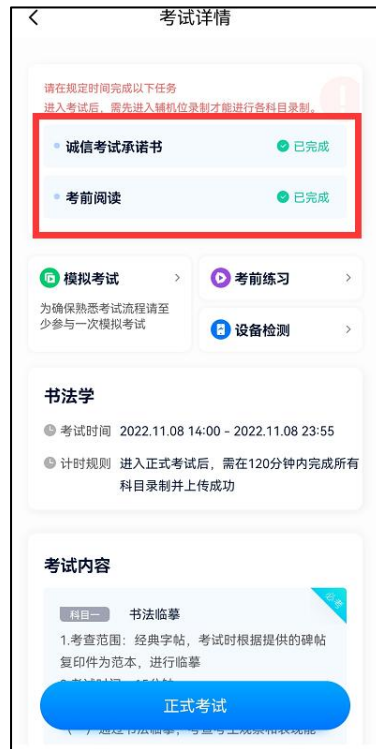 考试详情
请在规定时间完成以下任务
进入考试后，需先进入辅机位录制才能进行各科目录制。
诚信考试承诺书 已完成
考前阅读 已完成
模拟考试
为确保熟悉考试流程请至
少参与一次模拟考试
考前练习
设备检测
书法学
考试时间 2022.11.08 14:00 - 2022.11.08 23:55
计时规则 进入正式考试后，需在120分钟内完成所有
科目录制并上传成功
考试内容
必考
科目一 书法临摹
1.考查范围：经典字帖，考试时根据提供的碑帖
复印件为范本，进行临摹
正式考试